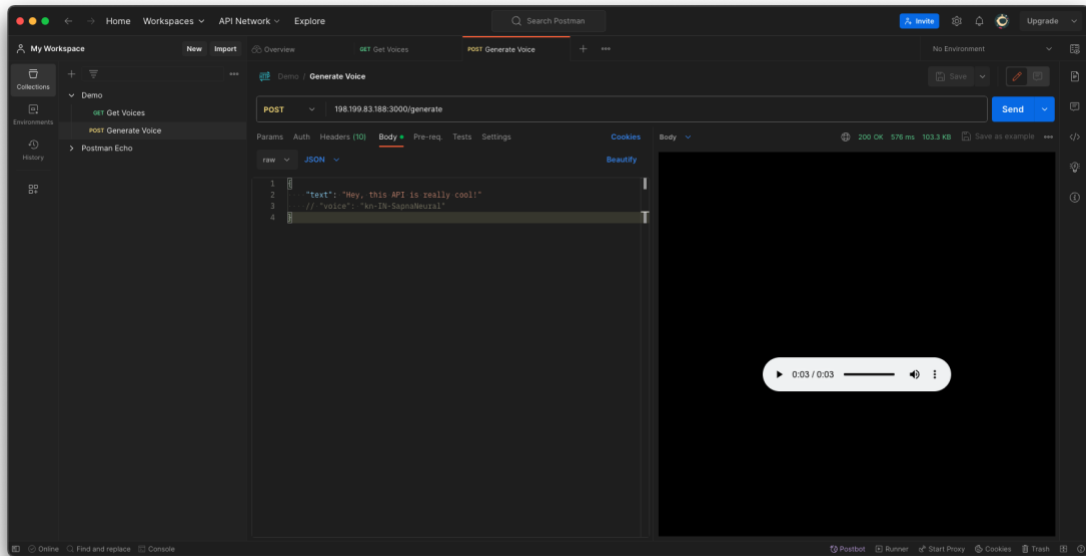 Home Workspaces API Network Explore Search Postman Invite Upgrade
My Workspace New Import Overview GET Get Voices POST Generate Voice No Environment
Collections
Environments
History
Demo
GET Get Voices
POST Generate Voice
Postman Echo
Demo / Generate Voice Save
POST 198.199.83.188:3000/generate Send
Params Auth Headers (10) Body Pre-req. Tests Settings Cookies
Body 200 OK 576 ms 103.3 KB Save as example
raw JSON Beautify
1 {
2 "text": "Hey, this API is really cool!"
3 // "voice": "kn-IN-SapnaNeural"
4 }
0:03 / 0:03
Online Find and replace Console Postbot Runner Start Proxy Cookies Trash